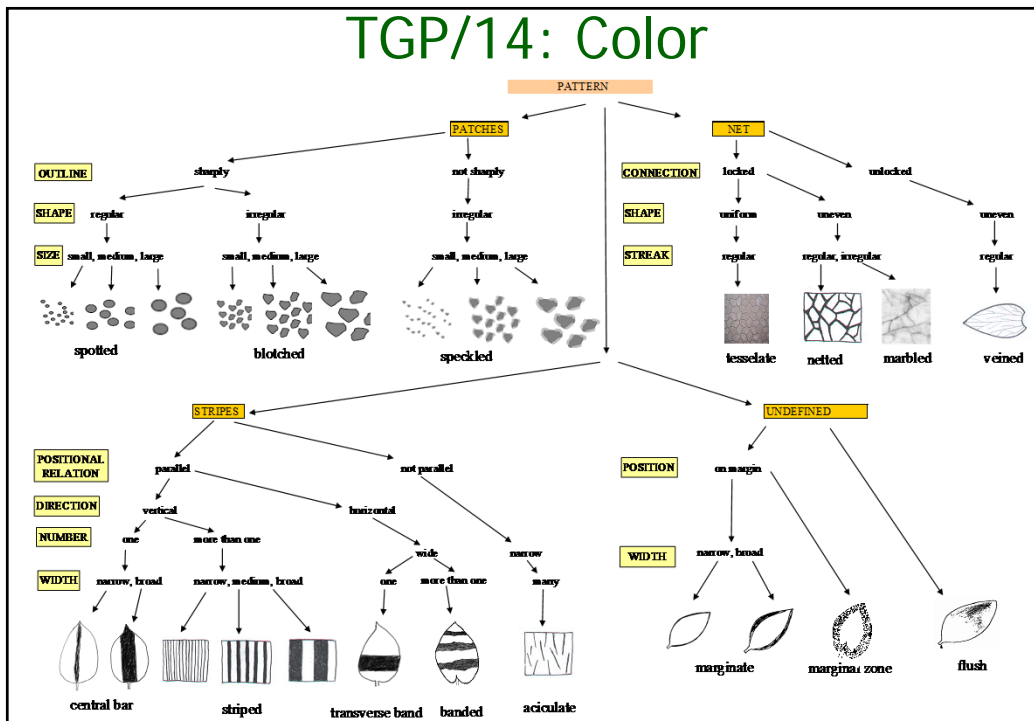 TGP/14: Color
PATTERN
PATCHES
NET
OUTLINE
sharply
not sharply
CONNECTION
locked
unlocked
SHAPE
regular
irregular
irregular
SHAPE
uniform
uneven
uneven
SIZE
small, medium, large
small, medium, large
small, medium, large
STREAK
regular
regular, irregular
regular
spotted
blotched
speckled
tesselate
netted
marbled
veined
STRIPES
UNDEFINED
POSITIONAL
RELATION
parallel
not parallel
POSITION
on margin
DIRECTION
vertical
horizontal
NUMBER
one
more than one
wide
narrow
WIDTH
narrow, broad
WIDTH
narrow, broad
narrow, medium, broad
one
more than one
many
central bar
striped
transverse band
banded
aciculate
marginate
marginal zone
flush